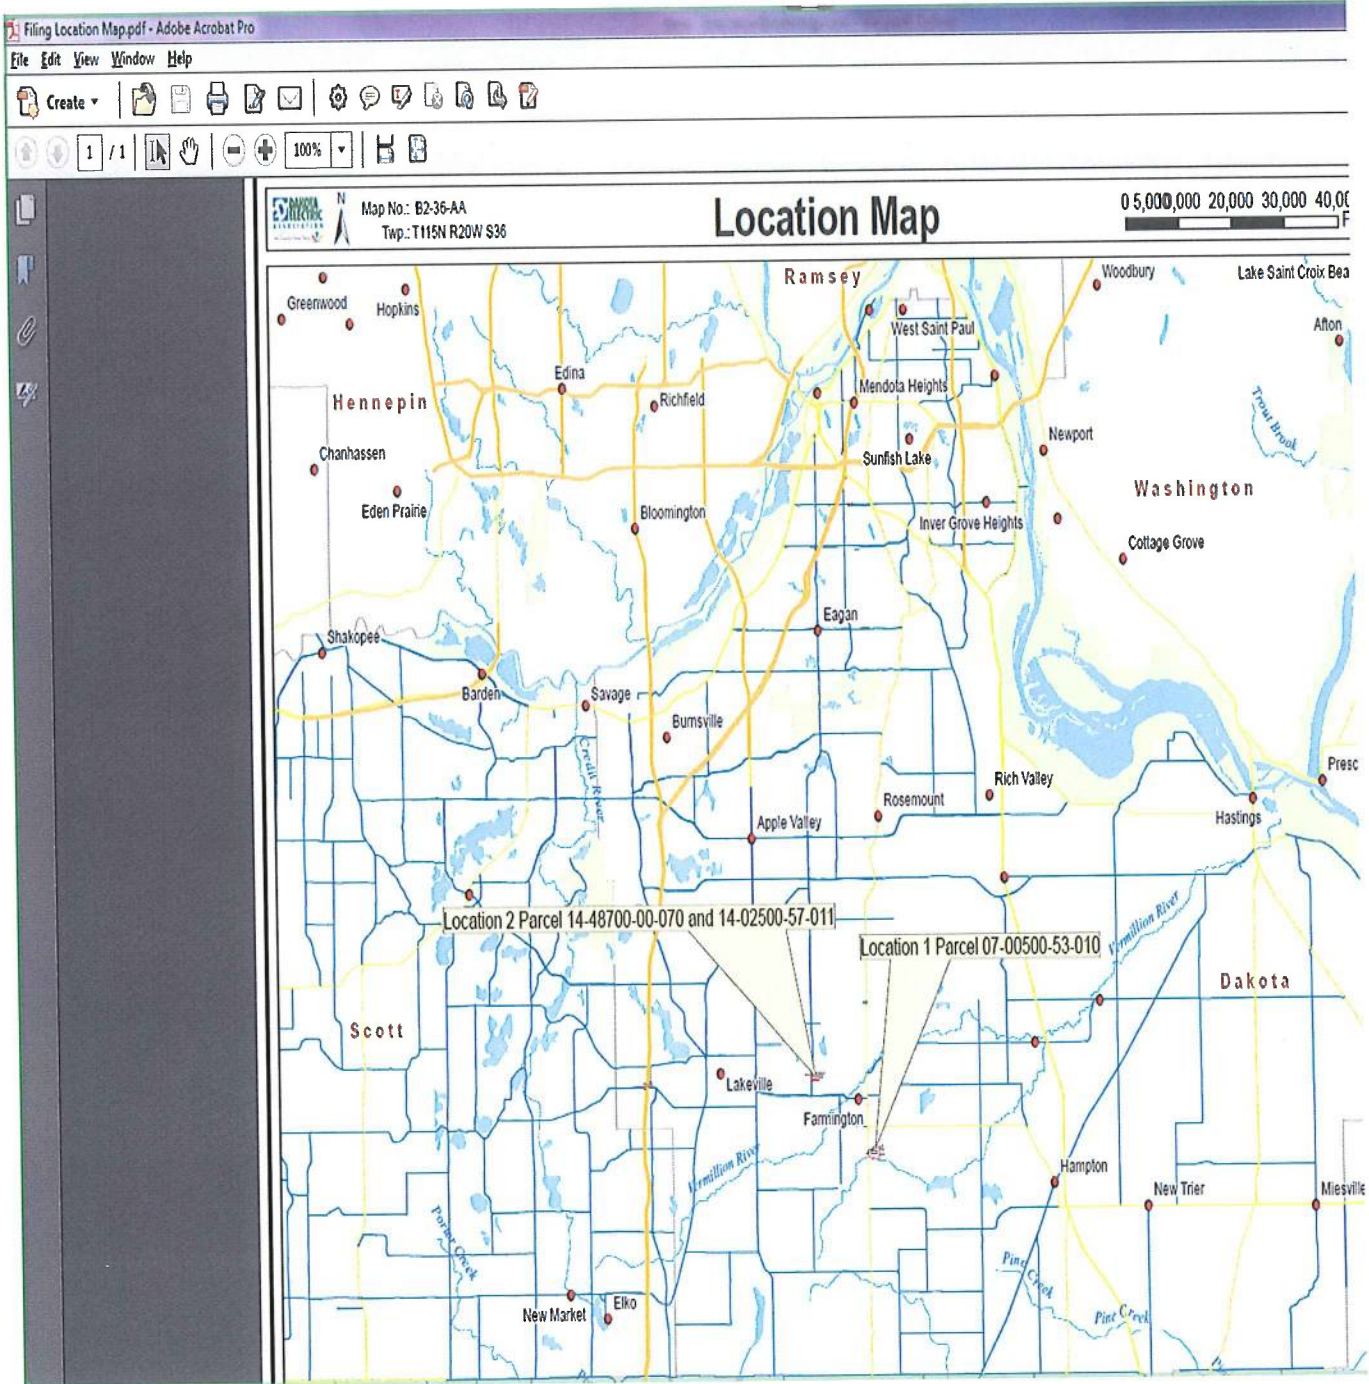 Filing Location Map.pdf - Adobe Acrobat Pro
File Edit View Window Help
Create
1 / 1 100%
DAKOTA
ELECTRIC
ASSOCIATION
N
Map No.: B2-36-AA
Twp.: T115N R20W S36
Location Map
0 5,000 0,000 20,000 30,000 40,00
F
Ramsey
Woodbury
Lake Saint Croix Bea
Greenwood
Hopkins
West Saint Paul
Afton
Edina
Mendota Heights
Hennepin
Richfield
Trout Brook
Newport
Chanhassen
Sunfish Lake
Washington
Eden Prairie
Bloomington
Inver Grove Heights
Cottage Grove
Eagan
Shakopee
Barden
Savage
Burnsville
Credit River
Presc
Rich Valley
Rosemount
Hastings
Apple Valley
Location 2 Parcel 14-48700-00-070 and 14-02500-57-011
Vermillion River
Location 1 Parcel 07-00500-53-010
Dakota
Scott
Lakeville
Farmington
Vermillion River
Hampton
New Trier
Miesville
Porter Creek
Pine Creek
Elko
New Market
Pine Creek